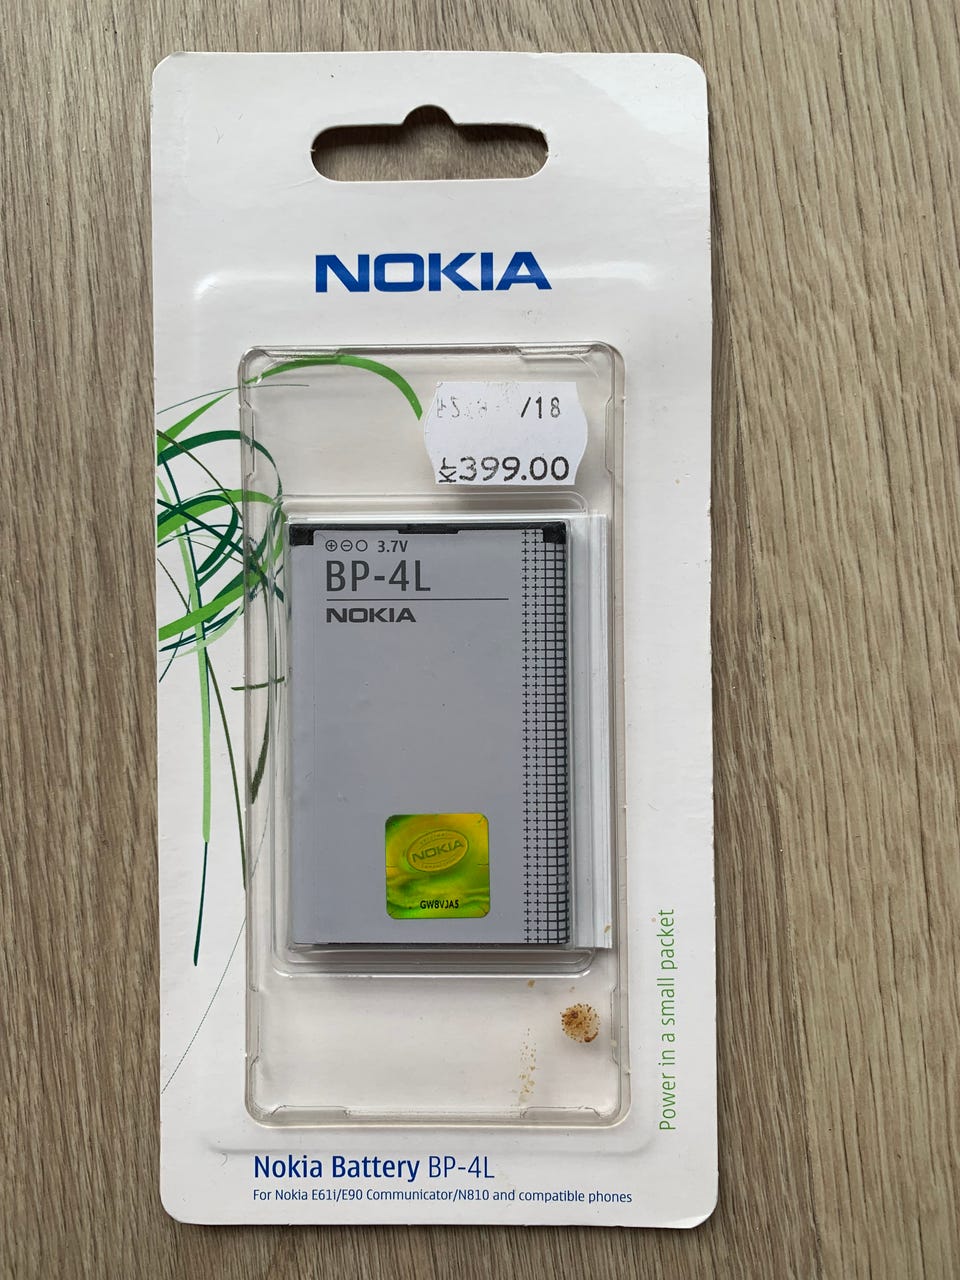 NOKIA
/18
Kr 399.00
⊕⊖○ 3.7V
BP-4L
NOKIA
NOKIA
GW8VJA5
Power in a small packet
Nokia Battery BP-4L
For Nokia E61i/E90 Communicator/N810 and compatible phones